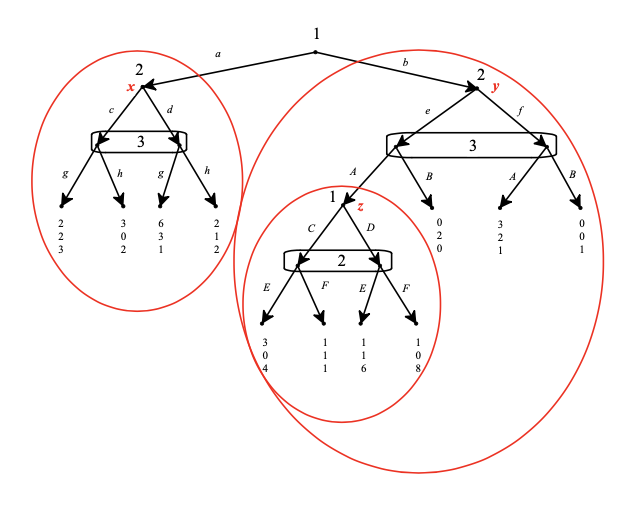 1
a b
2 2
x y
c d e f
3 3
g h g h A B A B
2 3 6 2
2 0 3 1
3 2 1 2
0 3 0
2 2 0
0 1 1
1
z
C D
2
E F E F
3 1 1 1
0 1 1 0
4 1 6 8